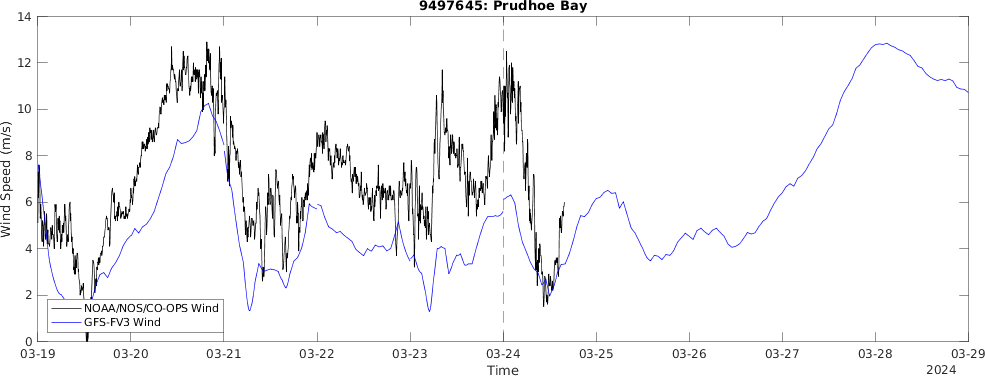 9497645: Prudhoe Bay
14
12
10
8
6
4
2
0
Wind Speed (m/s)
NOAA/NOS/CO-OPS Wind
GFS-FV3 Wind
03-19 03-20 03-21 03-22 03-23 03-24 03-25 03-26 03-27 03-28 03-29
Time
2024